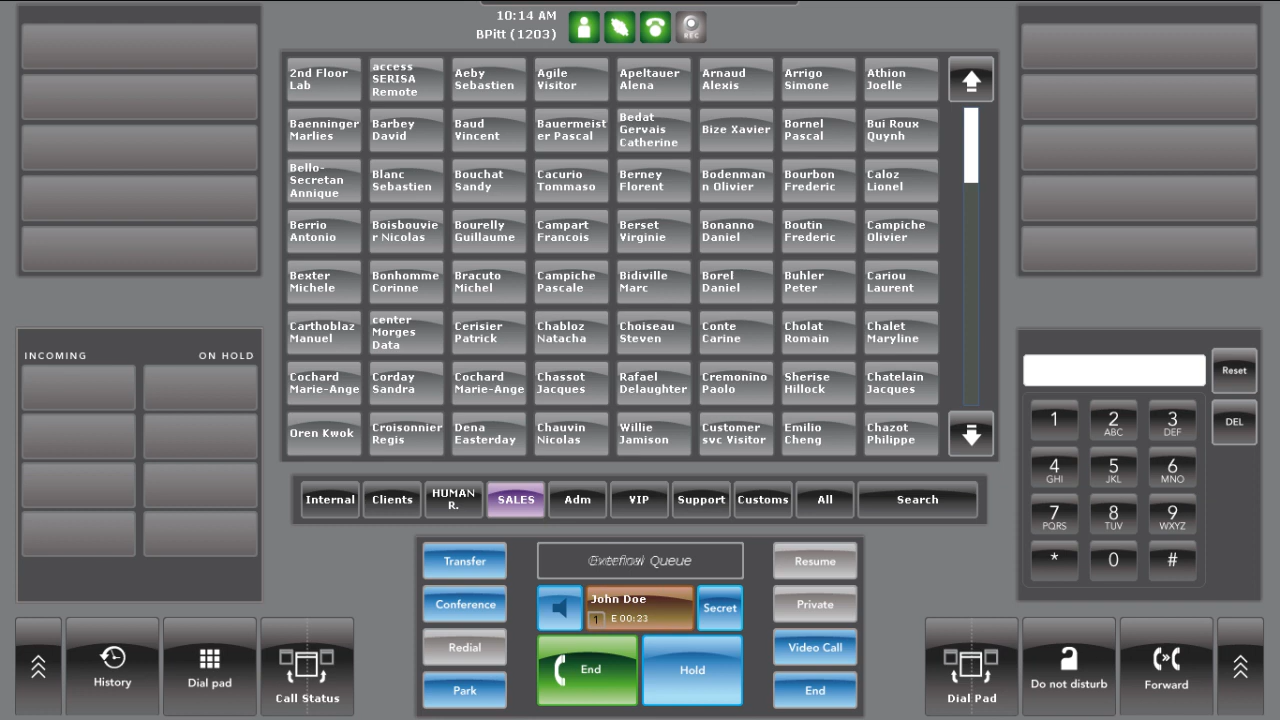 10:14 AM
BPitt (1203)
REC
2nd Floor
Lab
access
SERISA
Remote
Aeby
Sebastien
Agile
Visitor
Apeltauer
Alena
Arnaud
Alexis
Arrigo
Simone
Athion
Joelle
Baenninger
Marlies
Barbey
David
Baud
Vincent
Bauermeist
er Pascal
Bedat
Gervais
Catherine
Bize Xavier
Bornel
Pascal
Bui Roux
Quynh
Bello-
Secretan
Annique
Blanc
Sebastien
Bouchat
Sandy
Cacurio
Tommaso
Berney
Florent
Bodenman
n Olivier
Bourbon
Frederic
Caloz
Lionel
Berrio
Antonio
Boisbouvie
r Nicolas
Bourelly
Guillaume
Campart
Francois
Berset
Virginie
Bonanno
Daniel
Boutin
Frederic
Campiche
Olivier
Bexter
Michele
Bonhomme
Corinne
Bracuto
Michel
Campiche
Pascale
Bidiville
Marc
Borel
Daniel
Buhler
Peter
Cariou
Laurent
Carthoblaz
Manuel
center
Morges
Data
Cerisier
Patrick
Chabloz
Natacha
Choiseau
Steven
Conte
Carine
Cholat
Romain
Chalet
Maryline
Cochard
Marie-Ange
Corday
Sandra
Cochard
Marie-Ange
Chassot
Jacques
Rafael
Delaughter
Cremonino
Paolo
Sherise
Hillock
Chatelain
Jacques
Oren Kwok
Croisonnier
Regis
Dena
Easterday
Chauvin
Nicolas
Willie
Jamison
Customer
svc Visitor
Emilio
Cheng
Chazot
Philippe
INCOMING ON HOLD
Internal Clients HUMAN
R. SALES Adm VIP Support Customs All Search
Reset
DEL
1 2 3
ABC DEF
4 5 6
GHI JKL MNO
7 8 9
PQRS TUV WXYZ
* 0 #
Transfer
Conference
Redial
Park
Queue
John Doe
1 E 00:23
Secret
End
Hold
Resume
Private
Video Call
End
History
Dial pad
Call Status
Dial Pad
Do not disturb
Forward